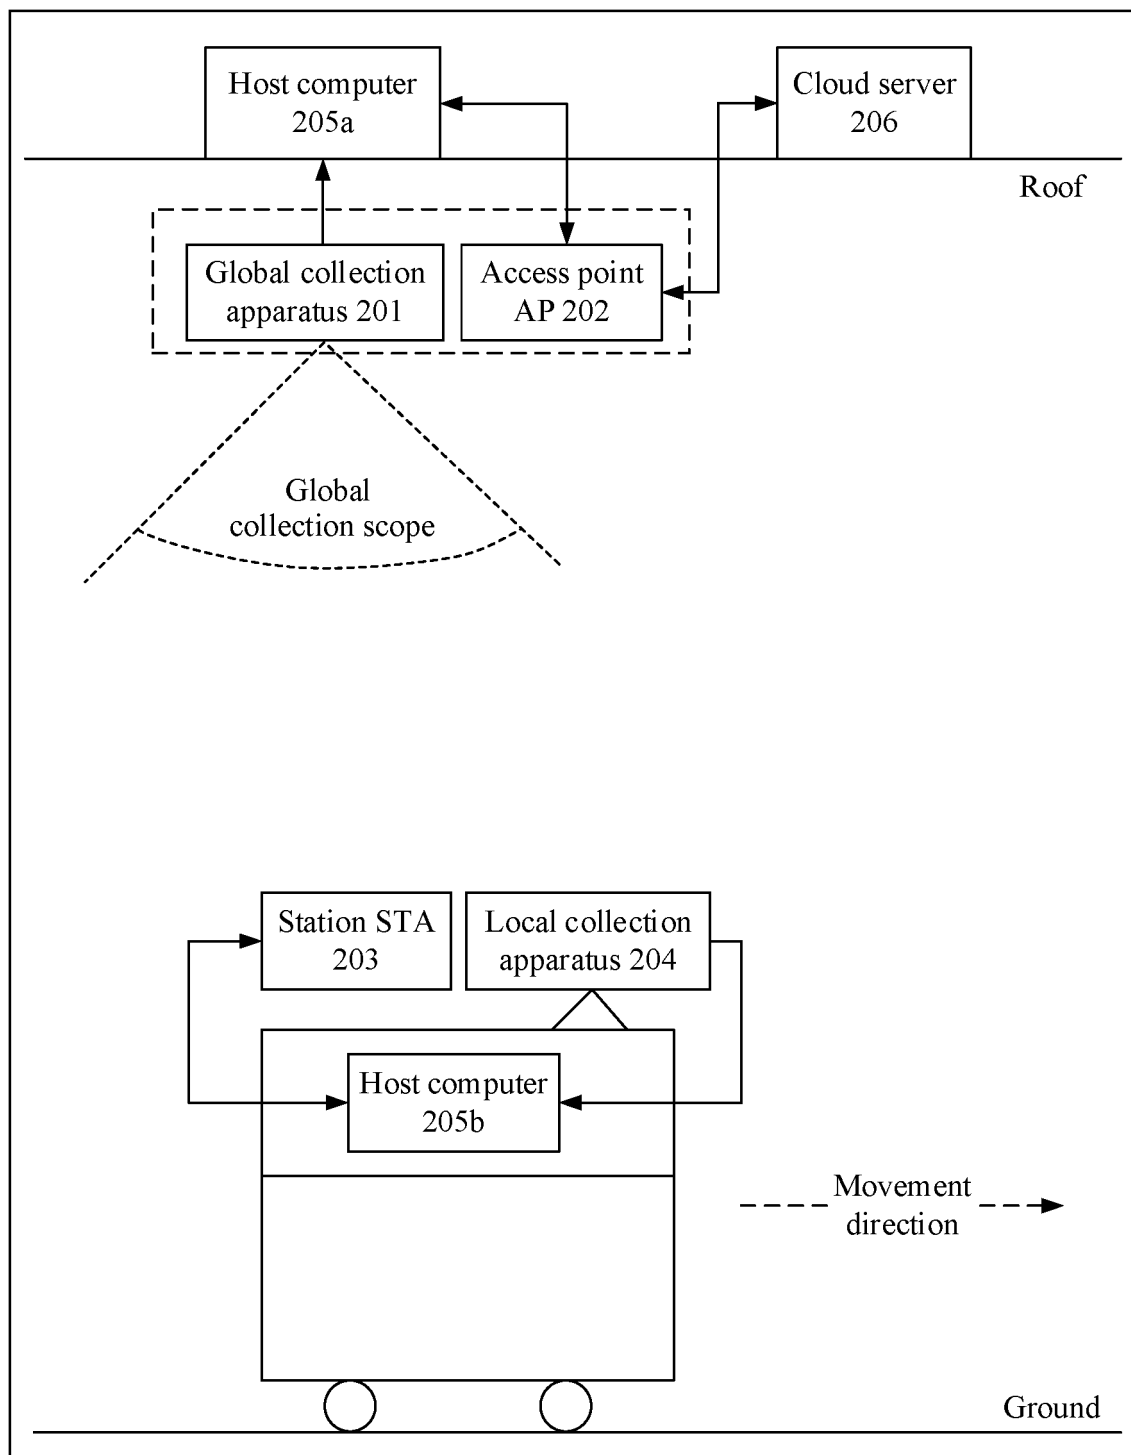 Host computer
205a
Cloud server
206
Roof
Global collection
apparatus 201
Access point
AP 202
Global
collection scope
Station STA
203
Local collection
apparatus 204
Host computer
205b
Movement
direction
Ground